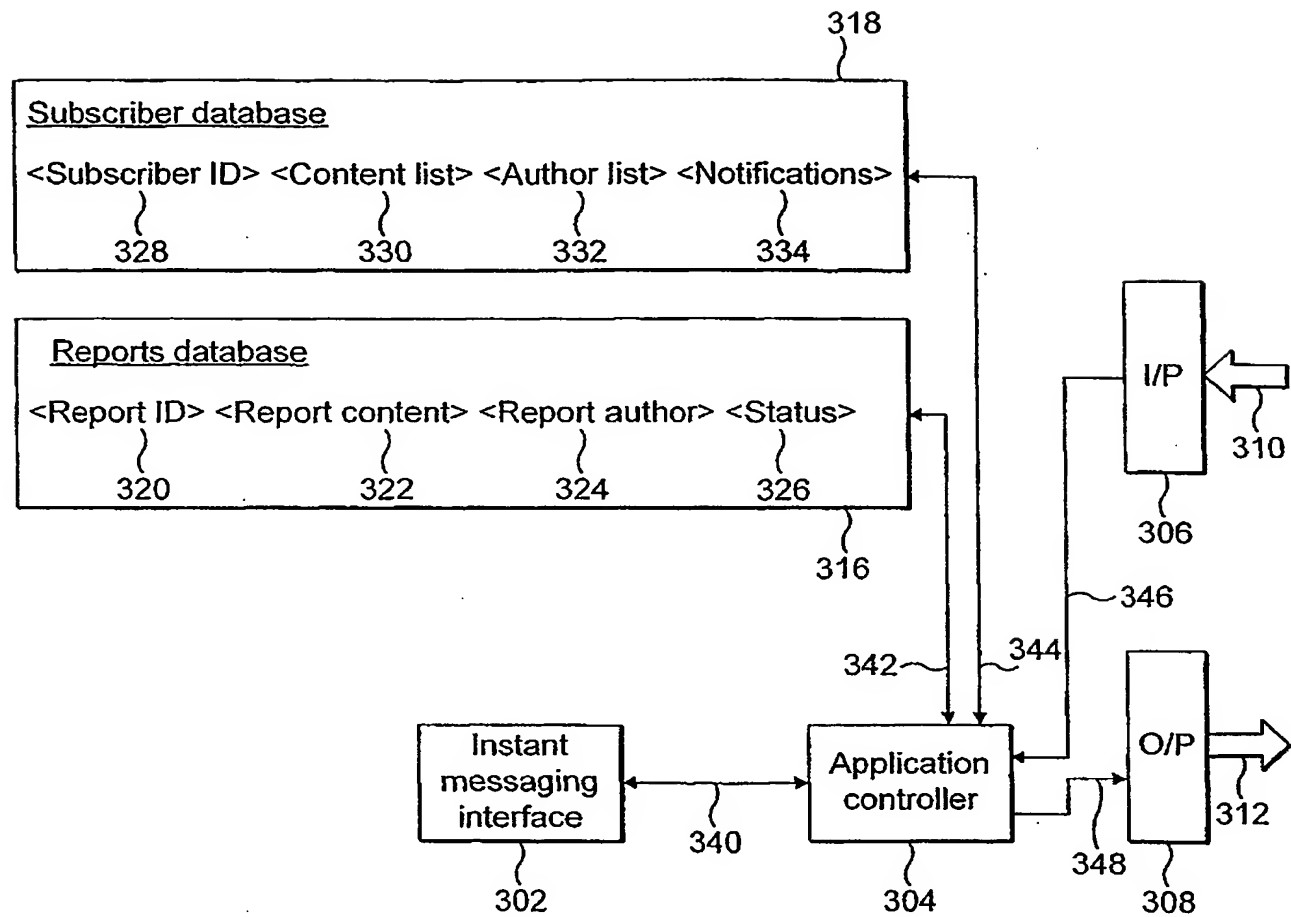 318
Subscriber database
<Subscriber ID> <Content list> <Author list> <Notifications>
328 330 332 334
Reports database
<Report ID> <Report content> <Report author> <Status>
320 322 324 326
316
I/P
310
306
346
342 344
Instant
messaging
interface
302
340
Application
controller
304
348
O/P
312
308